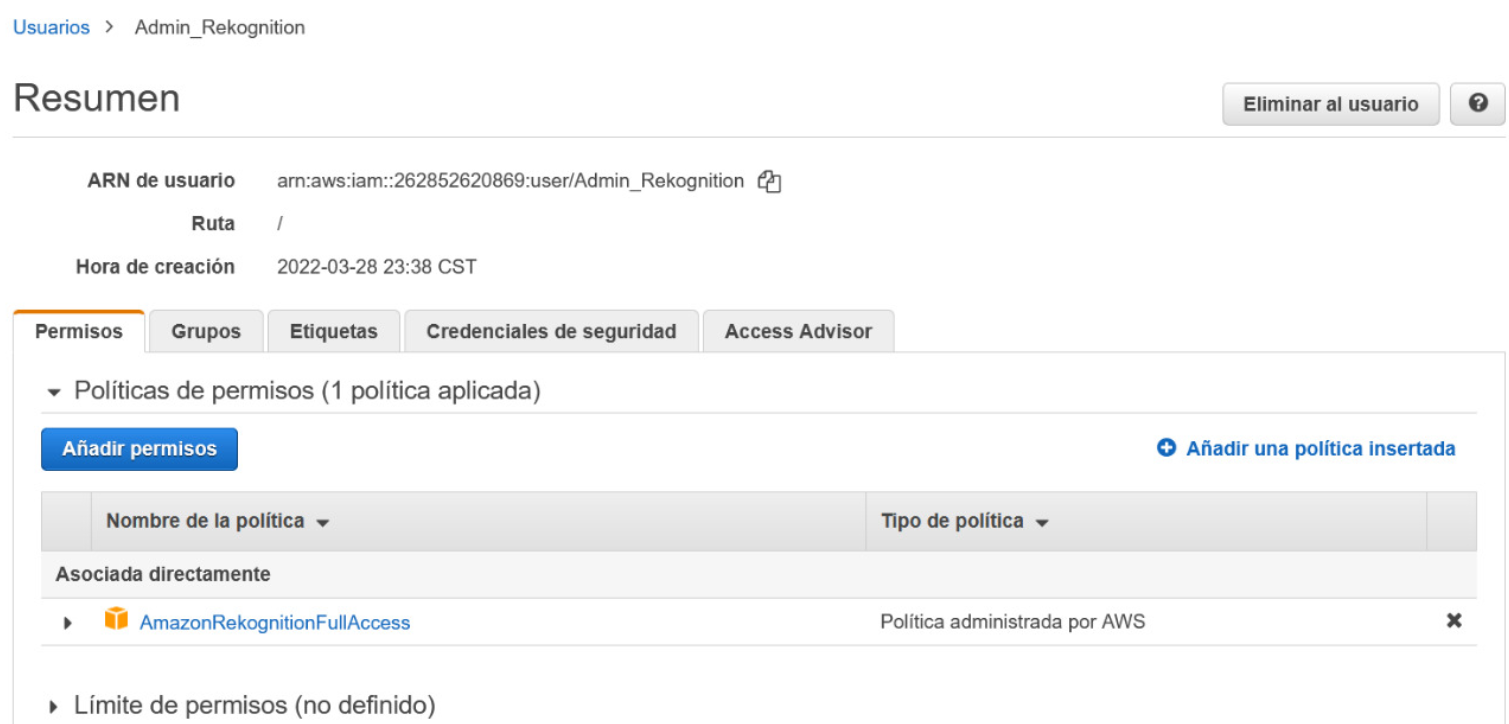 Usuarios > Admin_Rekognition
Resumen
Eliminar al usuario
ARN de usuario arn:aws:iam::262852620869:user/Admin_Rekognition
Ruta /
Hora de creación 2022-03-28 23:38 CST
Permisos Grupos Etiquetas Credenciales de seguridad Access Advisor
Políticas de permisos (1 política aplicada)
Añadir permisos Añadir una política insertada
Nombre de la política Tipo de política
Asociada directamente
AmazonRekognitionFullAccess Política administrada por AWS
Límite de permisos (no definido)